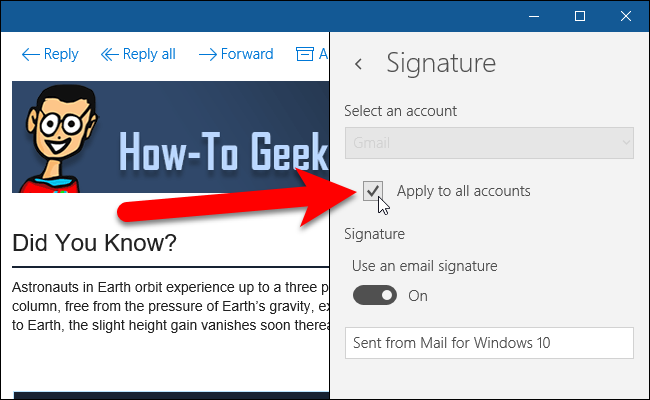 Reply Reply all Forward A
How-To Geek
Did You Know?
Astronauts in Earth orbit experience up to a three p
column, free from the pressure of Earth's gravity, ex
to Earth, the slight height gain vanishes soon therea
Signature
Select an account
Gmail
Apply to all accounts
Signature
Use an email signature
On
Sent from Mail for Windows 10